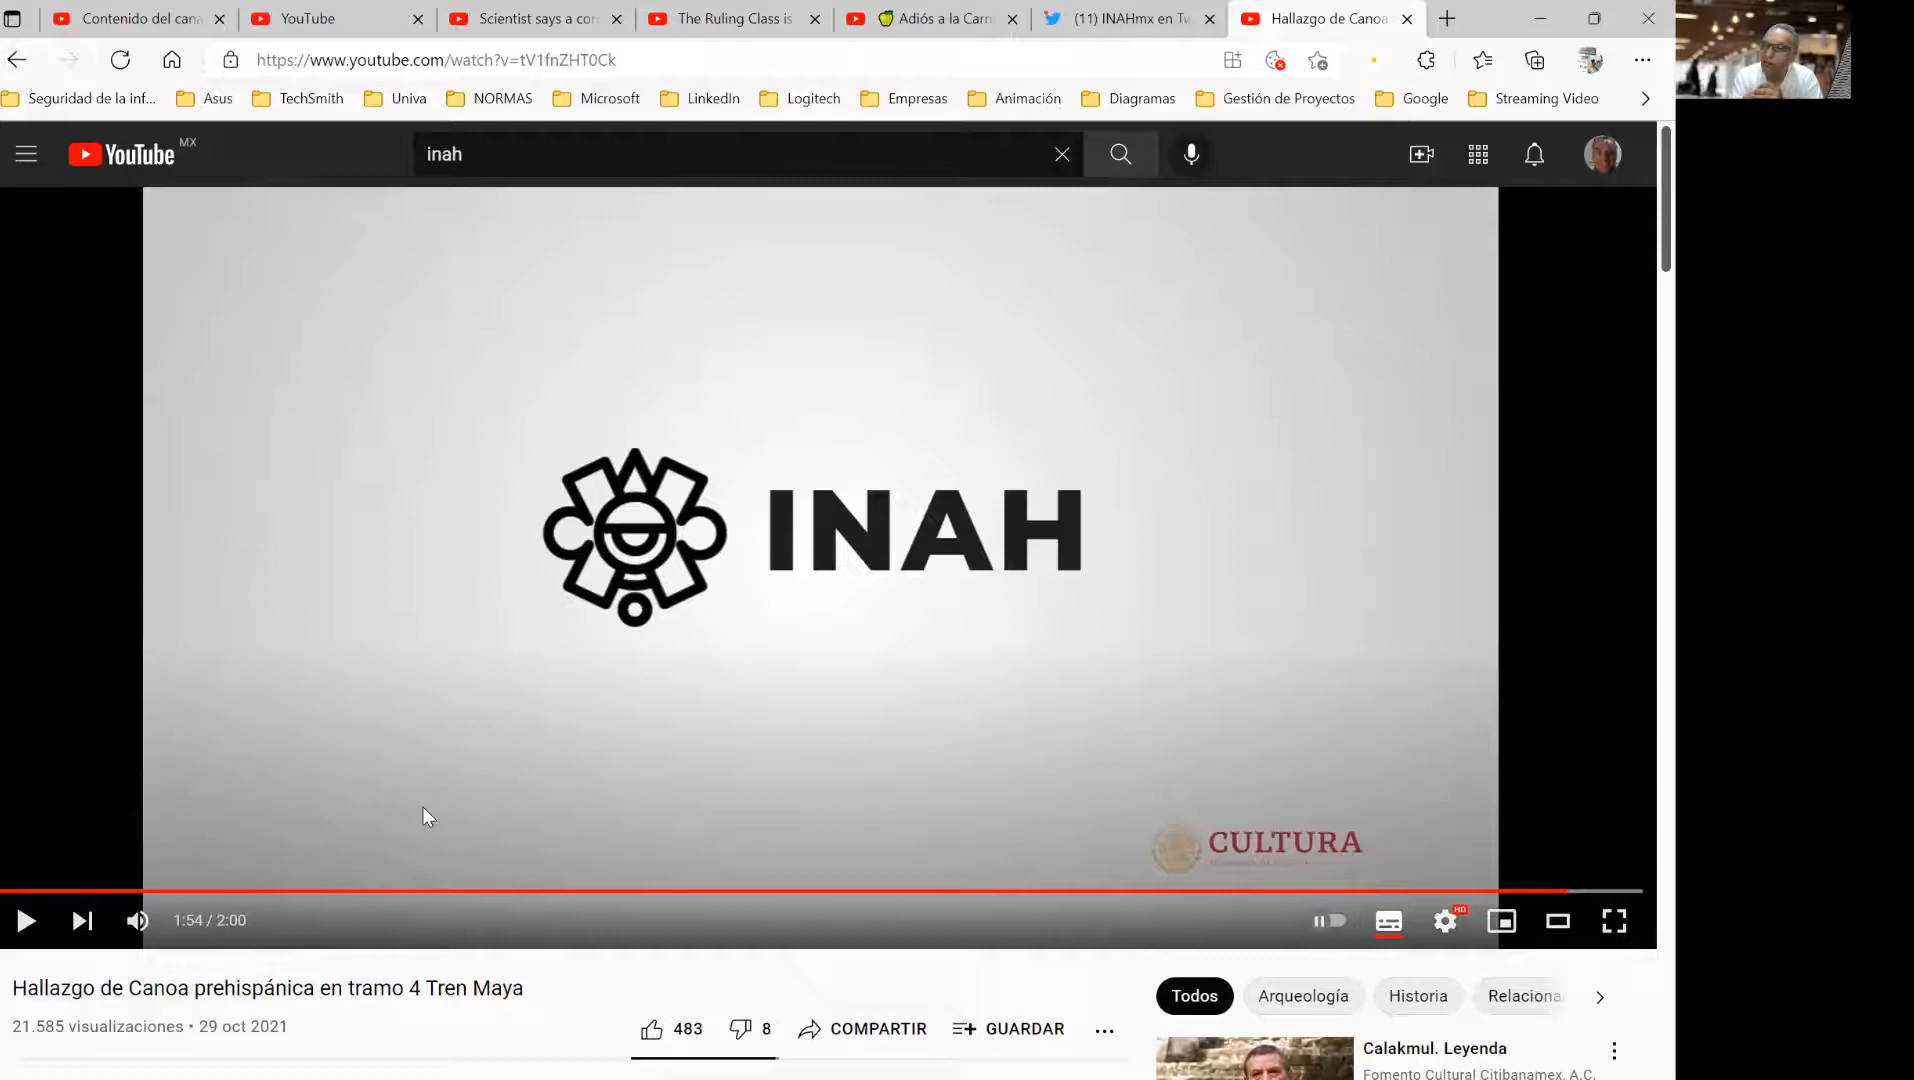 Contenido del cana
YouTube
Scientist says a cor
The Ruling Class is
Adiós a la Carn
(11) INAHmx en Tw
Hallazgo de Canoa
https://www.youtube.com/watch?v=tV1fnZHT0Ck
Seguridad de la inf...
Asus
TechSmith
Univa
NORMAS
Microsoft
LinkedIn
Logitech
Empresas
Animación
Diagramas
Gestión de Proyectos
Google
Streaming Video
YouTube MX
inah
INAH
CULTURA
1:54 / 2:00
HD
Hallazgo de Canoa prehispánica en tramo 4 Tren Maya
21.585 visualizaciones • 29 oct 2021
483
8
COMPARTIR
GUARDAR
Todos
Arqueología
Historia
Relaciona
Calakmul. Leyenda
Fomento Cultural Citibanamex, A.C.